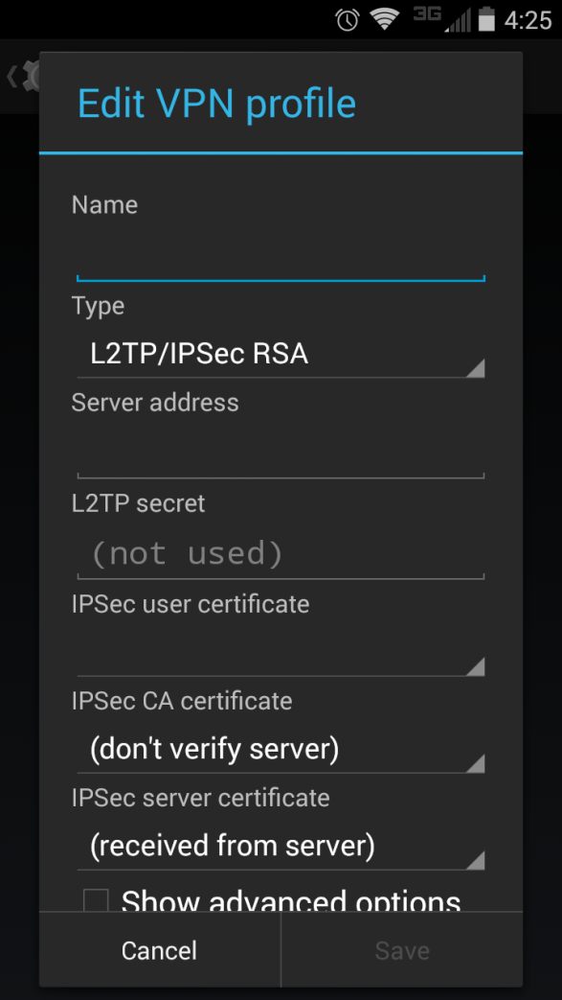 3G 4:25
Edit VPN profile
Name
Type
L2TP/IPSec RSA
Server address
L2TP secret
(not used)
IPSec user certificate
IPSec CA certificate
(don't verify server)
IPSec server certificate
(received from server)
Show advanced options
Cancel Save